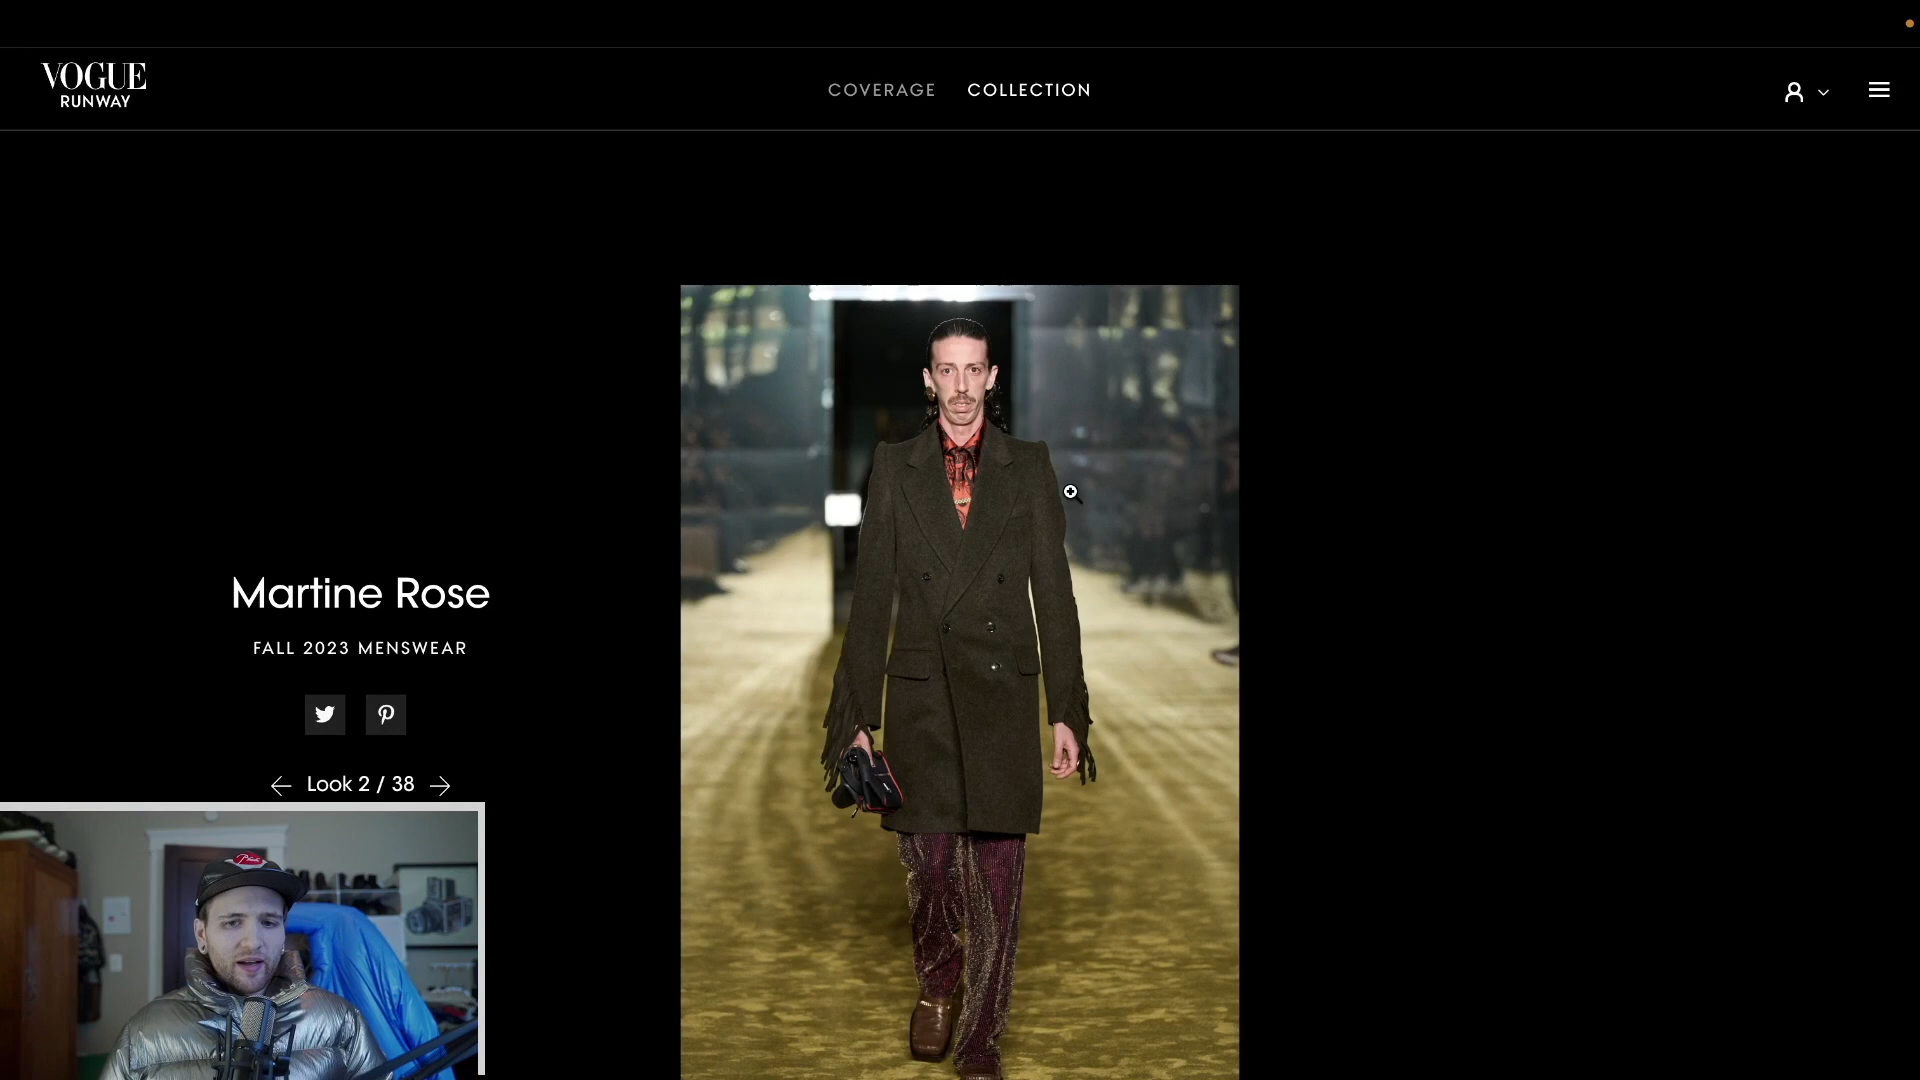 VOGUE
RUNWAY
COVERAGE COLLECTION
Martine Rose
FALL 2023 MENSWEAR
Look 2 / 38